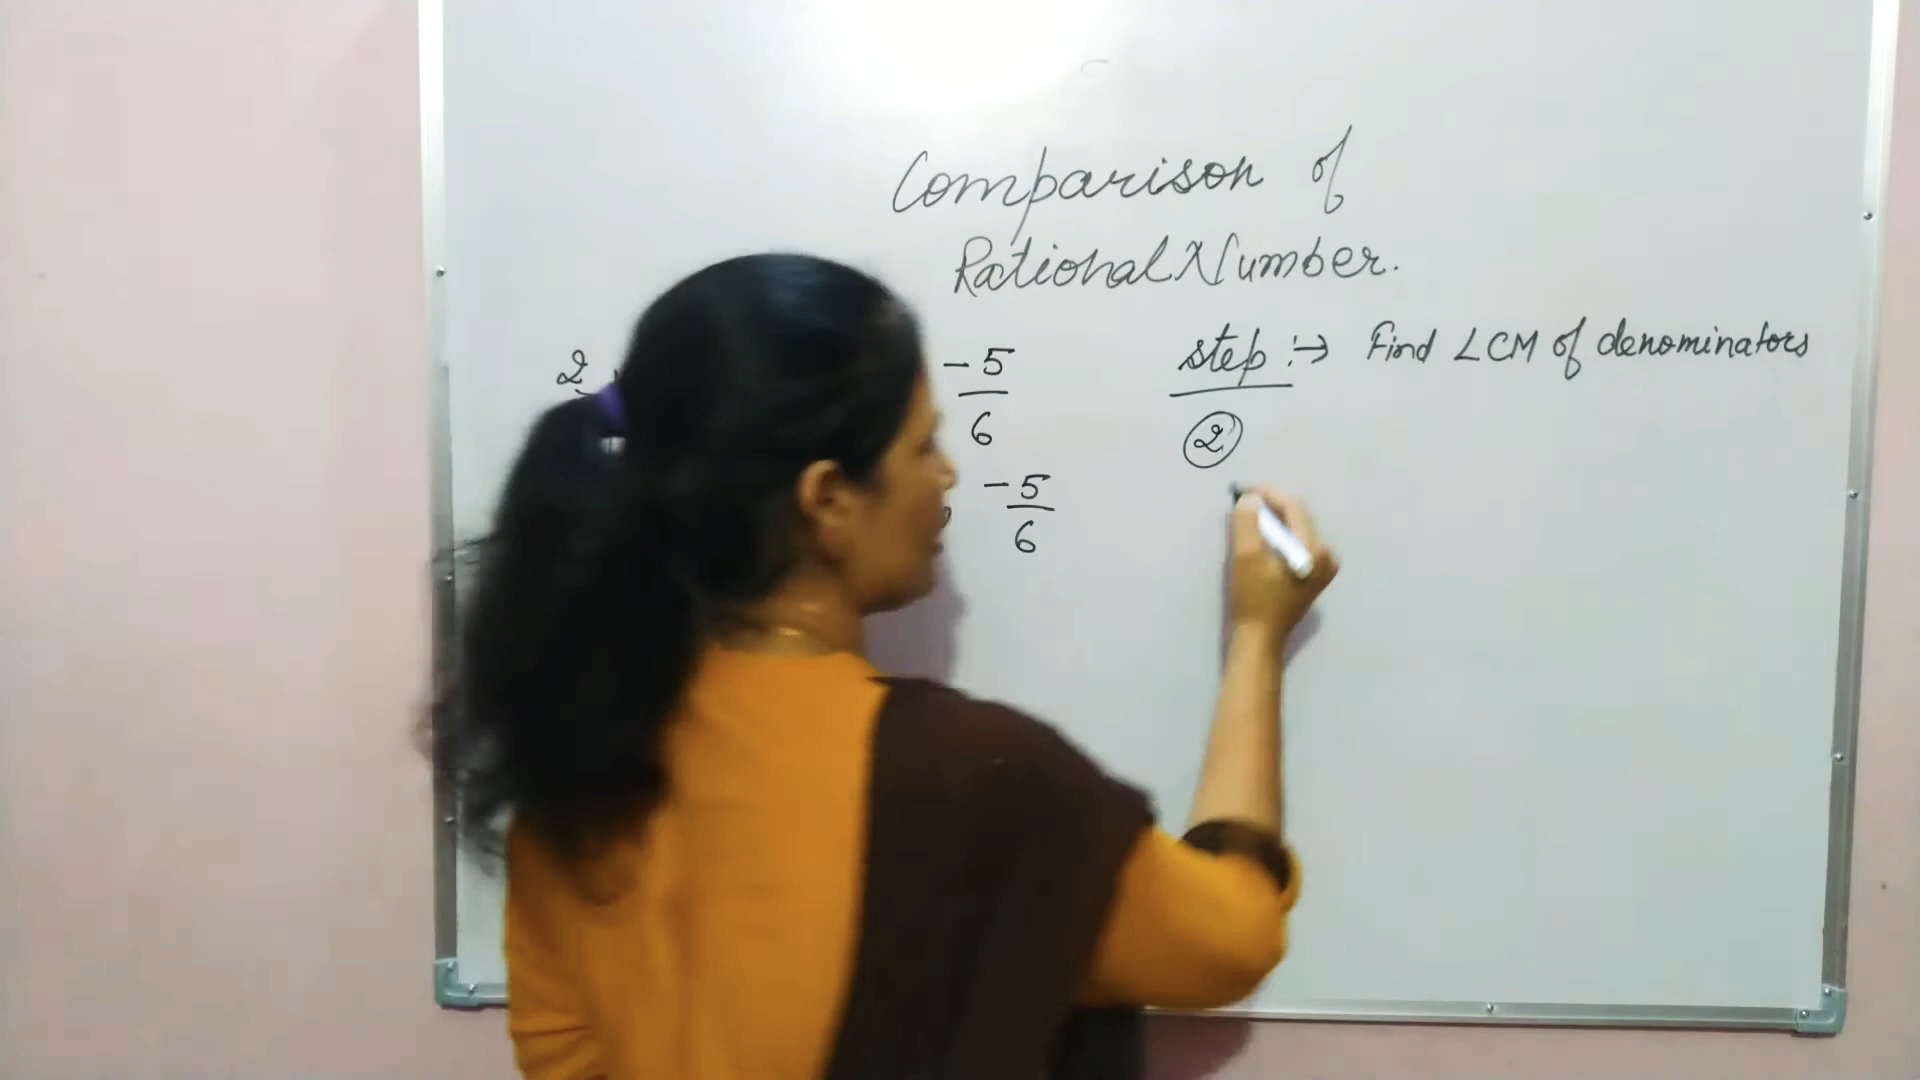 Comparison of
Rational Number.
2
-5
6
step :→ Find LCM of denominators
2
-5
6